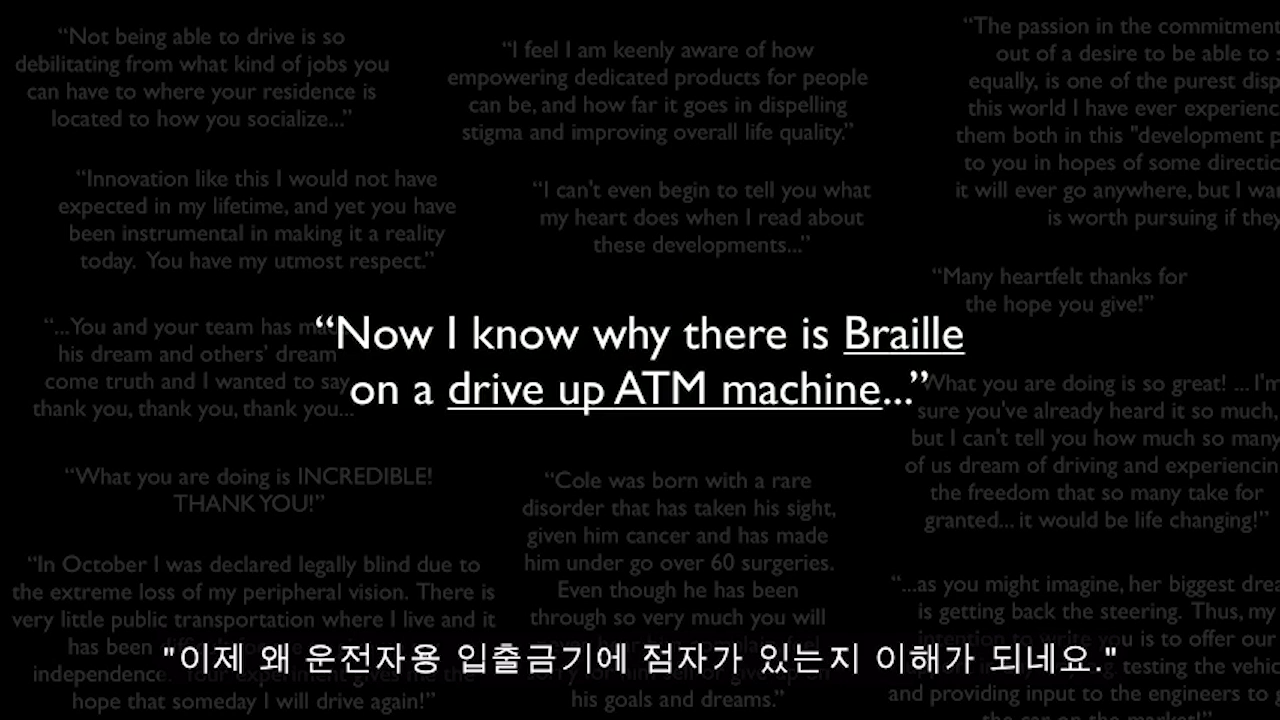 “Not being able to drive is so
debilitating from what kind of jobs you
can have to where your residence is
located to how you socialize...”
“I feel I am keenly aware of how
empowering dedicated products for people
can be, and how far it goes in dispelling
stigma and improving overall life quality.”
“The passion in the commitment
out of a desire to be able to
equally, is one of the purest
this world I have ever
them both in this "development
to you in hopes of some
it will ever go anywhere, but I
is worth pursuing if they
“Innovation like this I would not have
expected in my lifetime, and yet you have
been instrumental in making it a reality
today. You have my utmost respect.”
“I can't even begin to tell you what
my heart does when I read about
these developments...”
“Many heartfelt thanks for
the hope you give!”
“...You and your team has
his dream and others’ dream
come truth and I wanted to say
thank you, thank you, thank you...
“Now I know why there is Braille
on a drive up ATM machine...”
What you are doing is so great! ... I'm
sure you've already heard it so much,
but I can't tell you how much so many
of us dream of driving and
the freedom that so many take for
granted... it would be life changing!”
“What you are doing is INCREDIBLE!
THANK YOU!”
“Cole was born with a rare
disorder that has taken his sight,
given him cancer and has made
him under go over 60 surgeries.
Even though he has been
through so very much you will
his goals and dreams.”
“In October I was declared legally blind due to
the extreme loss of my peripheral vision. There is
very little public transportation where I live and it
has been
independence.
hope that someday I will drive again!”
“...as you might imagine, her biggest
is getting back the steering. Thus, my
you is to offer our
testing the
and providing input to the engineers to
"이제 왜 운전자용 입출금기에 점자가 있는지 이해가 되네요."